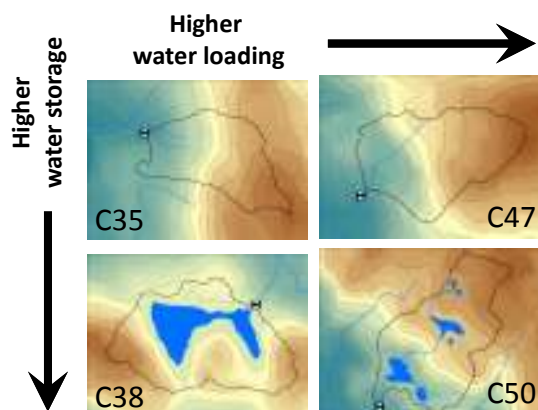 Higher
water loading
Higher
water storage
C35
C47
C38
C50